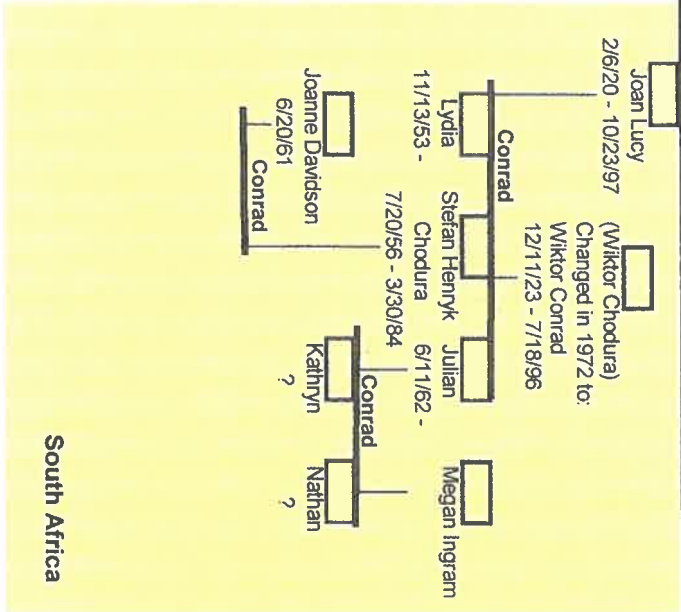 Joan Lucy
2/6/20 - 10/23/97
(Wiktor Chodura)
Changed in 1972 to:
Wiktor Conrad
12/11/23 - 7/18/96
Conrad
Lydia
11/13/53 -
Stefan Henryk
Chodura
7/20/56 - 3/30/84
Julian
6/11/62 -
Megan Ingram
Joanne Davidson
6/20/61
Conrad
Conrad
Kathryn
?
Nathan
?
South Africa